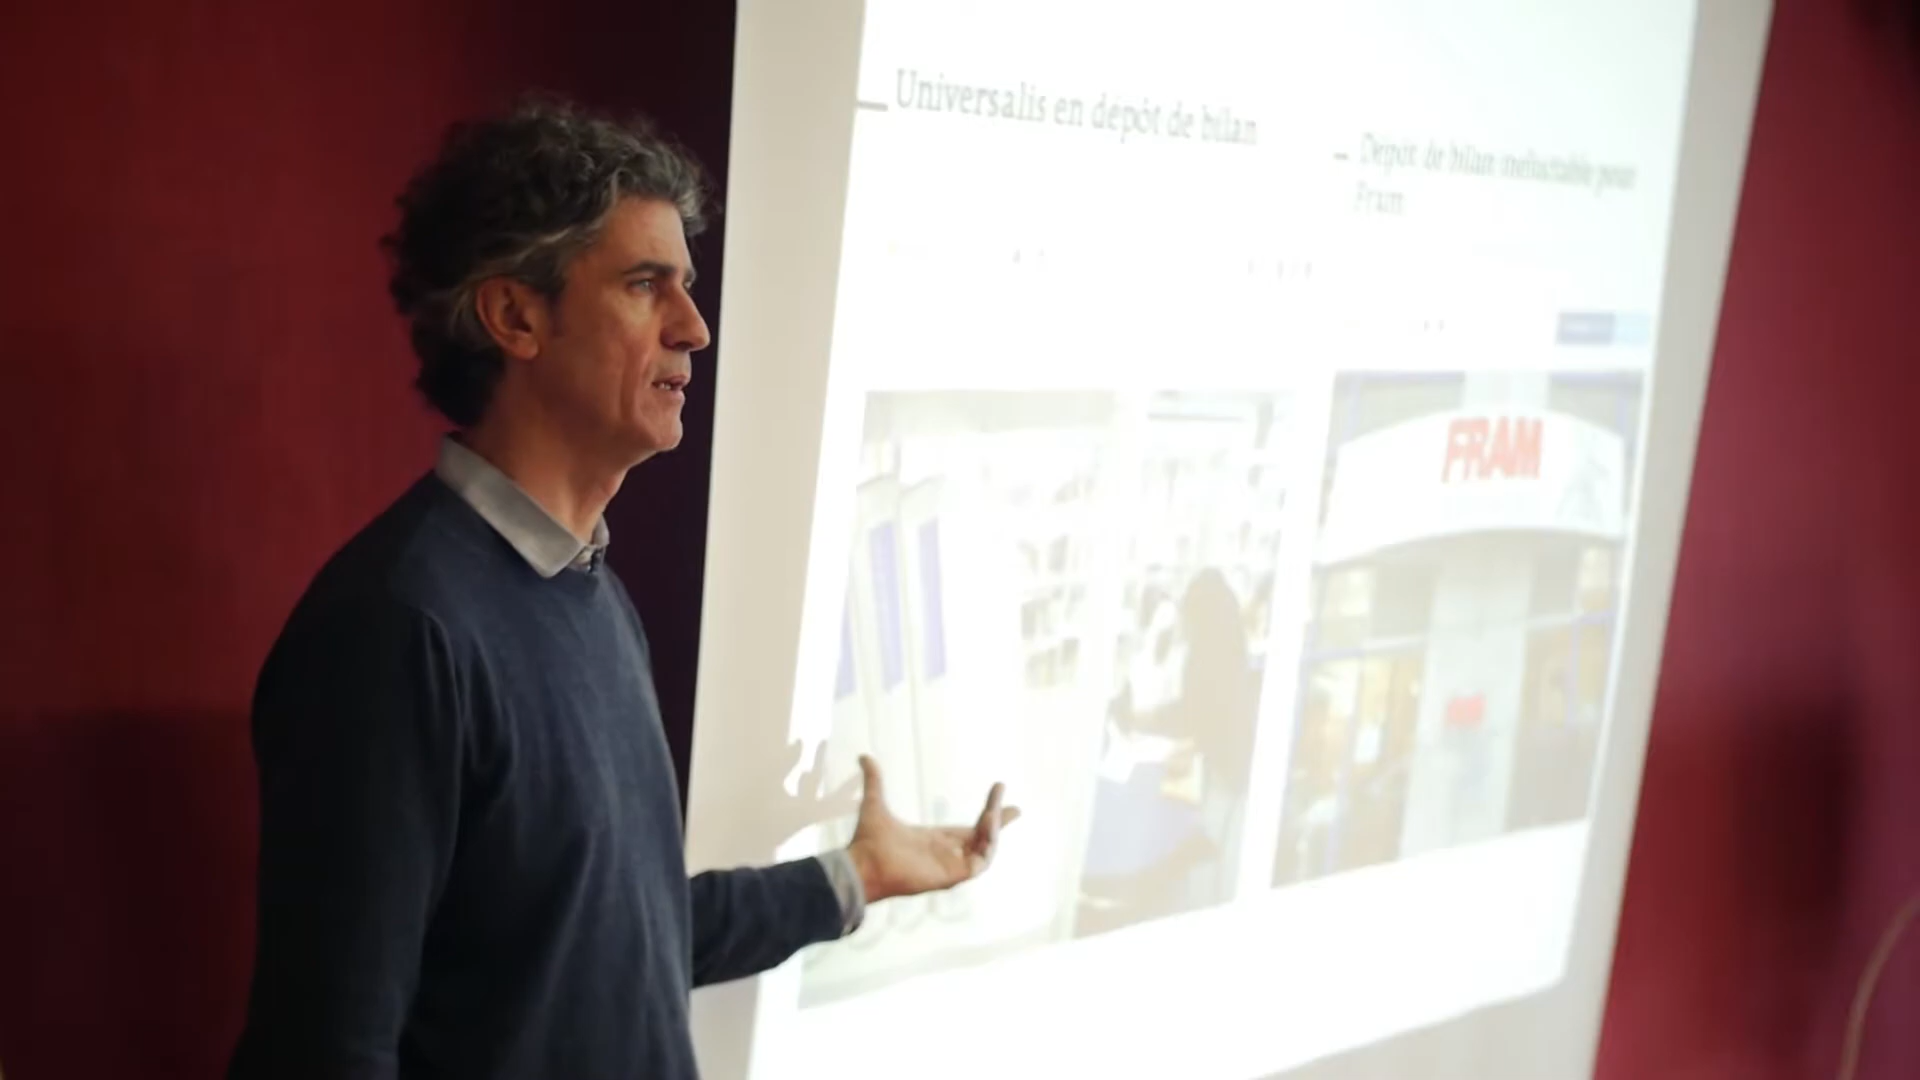 Universalis en dépôt de bilan
Dépôt de bilan inéluctable pour
Fram
FRAM